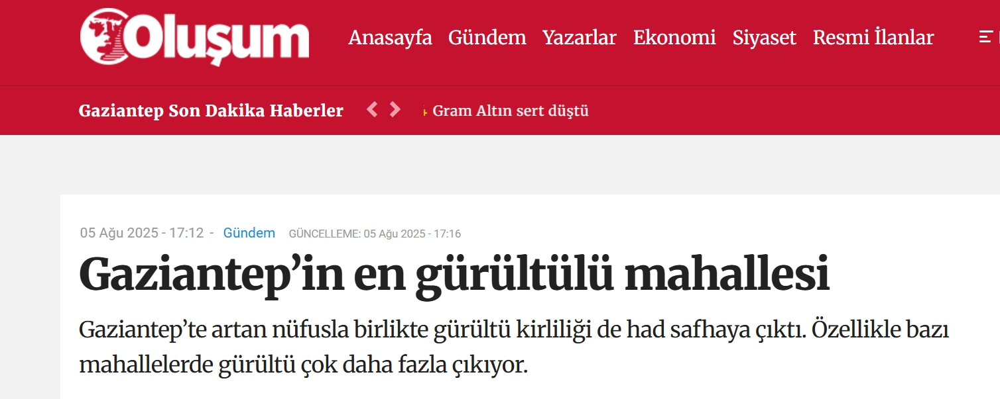 Oluşum
Anasayfa Gündem Yazarlar Ekonomi Siyaset Resmi İlanlar
Gaziantep Son Dakika Haberler
Gram Altın sert düştü
05 Ağu 2025 - 17:12 - Gündem GÜNCELLEME: 05 Ağu 2025 - 17:16
Gaziantep’in en gürültülü mahallesi
Gaziantep’te artan nüfusla birlikte gürültü kirliliği de had safhaya çıktı. Özellikle bazı
mahallelerde gürültü çok daha fazla çıkıyor.